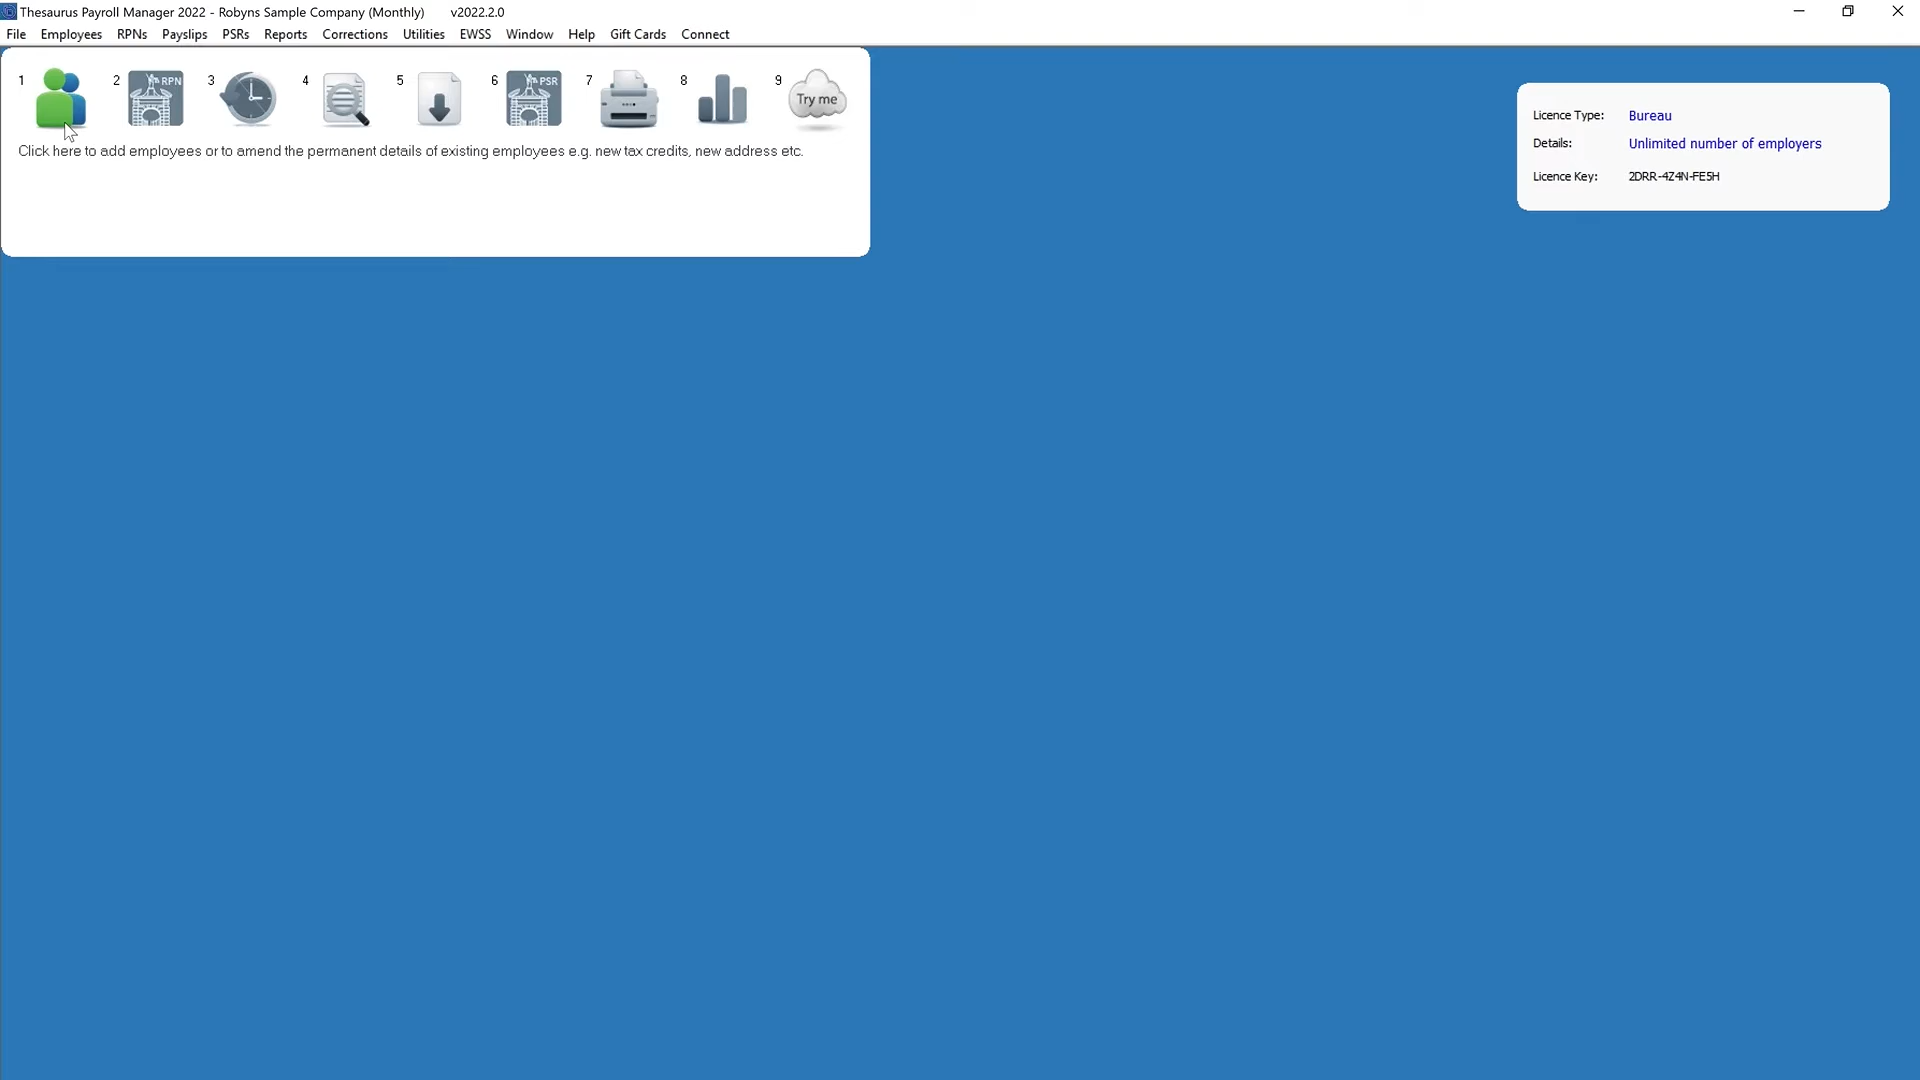 Thesaurus Payroll Manager 2022 - Robyns Sample Company (Monthly) v2022.2.0
File Employees RPNs Payslips PSRs Reports Corrections Utilities EWSS Window Help Gift Cards Connect
1 2 RPN 3 4 5 6 PSR 7 8 9 Try me
Click here to add employees or to amend the permanent details of existing employees e.g. new tax credits, new address etc.
Licence Type: Bureau
Details: Unlimited number of employers
Licence Key: 2DRR-4Z4N-FE5H